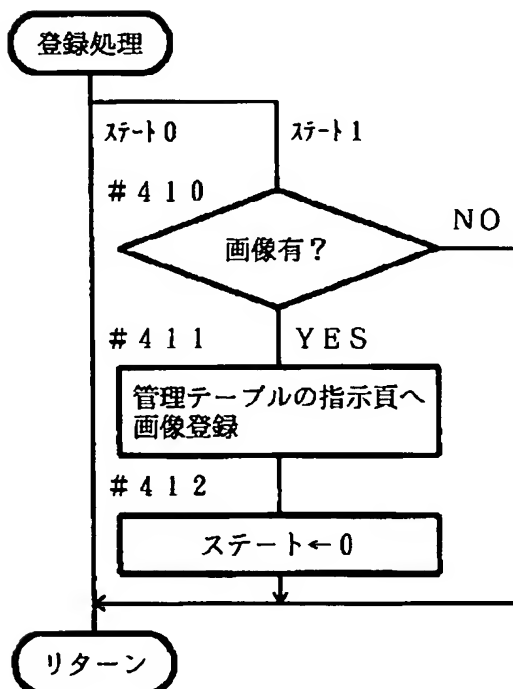 登録処理
ステート0
ステート1
#410
画像有?
NO
#411
YES
管理テーブルの指示頁へ
画像登録
#412
ステート←0
リターン